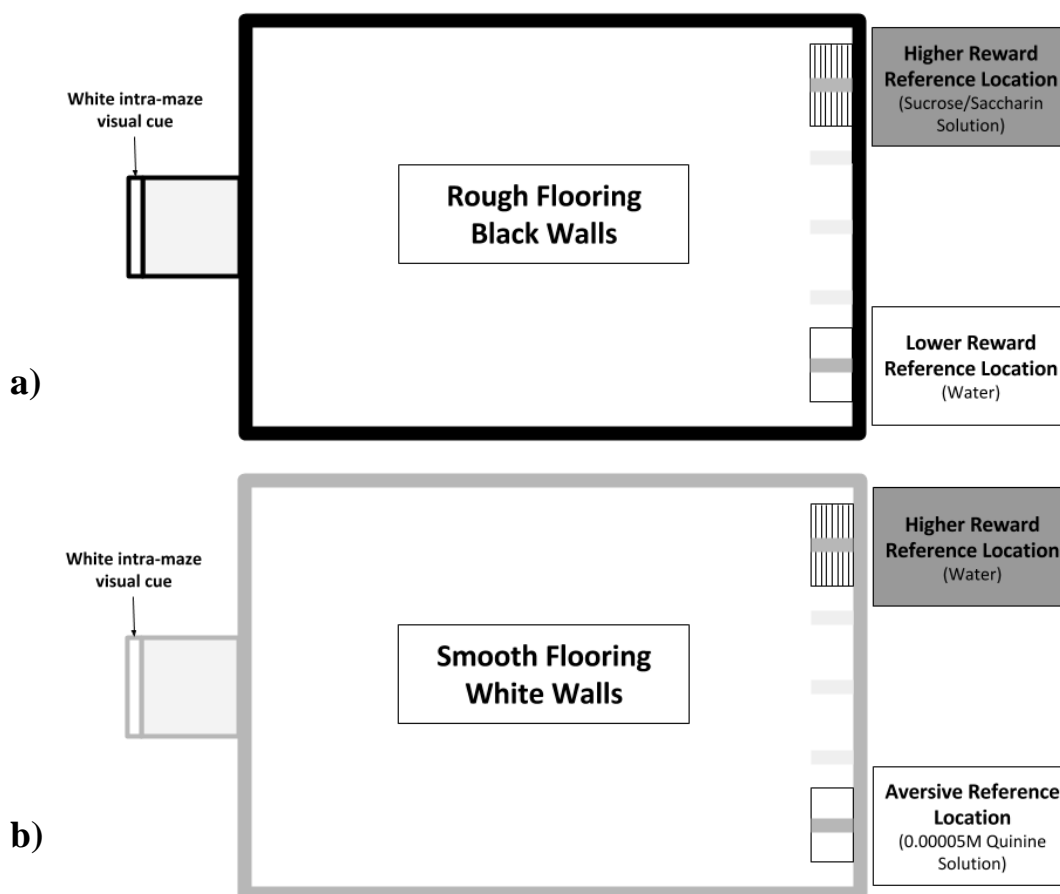 White intra-maze
visual cue
Rough Flooring
Black Walls
Higher Reward
Reference Location
(Sucrose/Saccharin
Solution)
Lower Reward
Reference Location
(Water)
a)
White intra-maze
visual cue
Smooth Flooring
White Walls
Higher Reward
Reference Location
(Water)
Aversive Reference
Location
(0.00005M Quinine
Solution)
b)